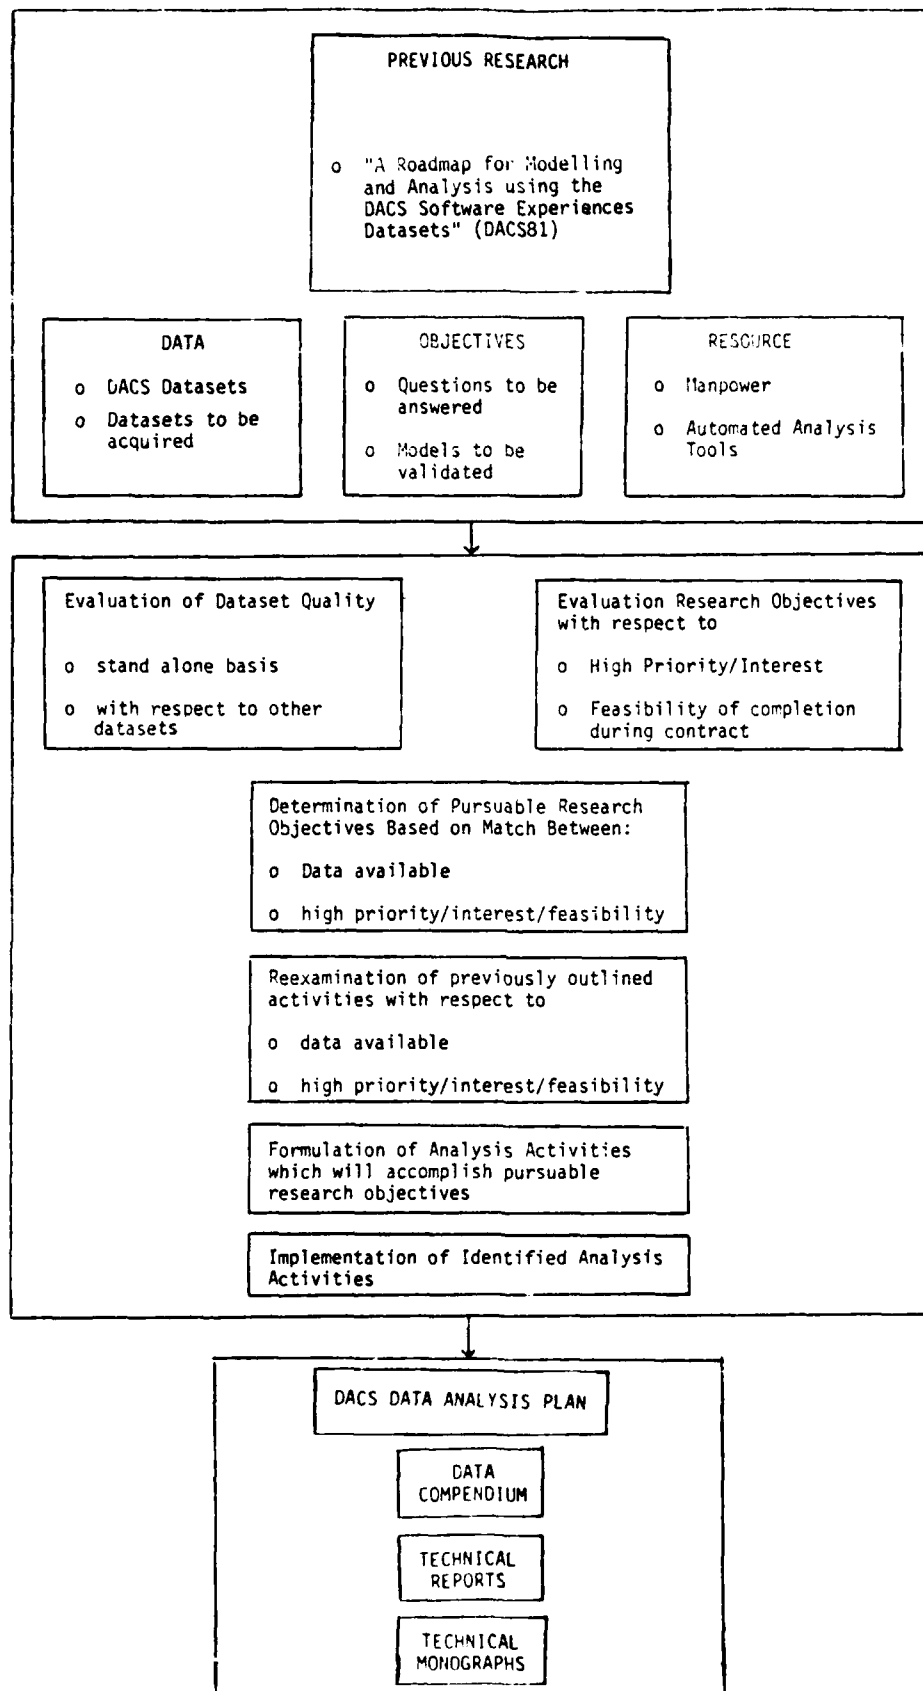 PREVIOUS RESEARCH
o "A Roadmap for Modelling
and Analysis using the
DACS Software Experiences
Datasets" (DACS81)
DATA
o DACS Datasets
o Datasets to be
acquired
OBJECTIVES
o Questions to be
answered
o Models to be
validated
RESOURCE
o Manpower
o Automated Analysis
Tools
Evaluation of Dataset Quality
o stand alone basis
o with respect to other
datasets
Evaluation Research Objectives
with respect to
o High Priority/Interest
o Feasibility of completion
during contract
Determination of Pursuable Research
Objectives Based on Match Between:
o Data available
o high priority/interest/feasibility
Reexamination of previously outlined
activities with respect to
o data available
o high priority/interest/feasibility
Formulation of Analysis Activities
which will accomplish pursuable
research objectives
Implementation of Identified Analysis
Activities
DACS DATA ANALYSIS PLAN
DATA
COMPENDIUM
TECHNICAL
REPORTS
TECHNICAL
MONOGRAPHS